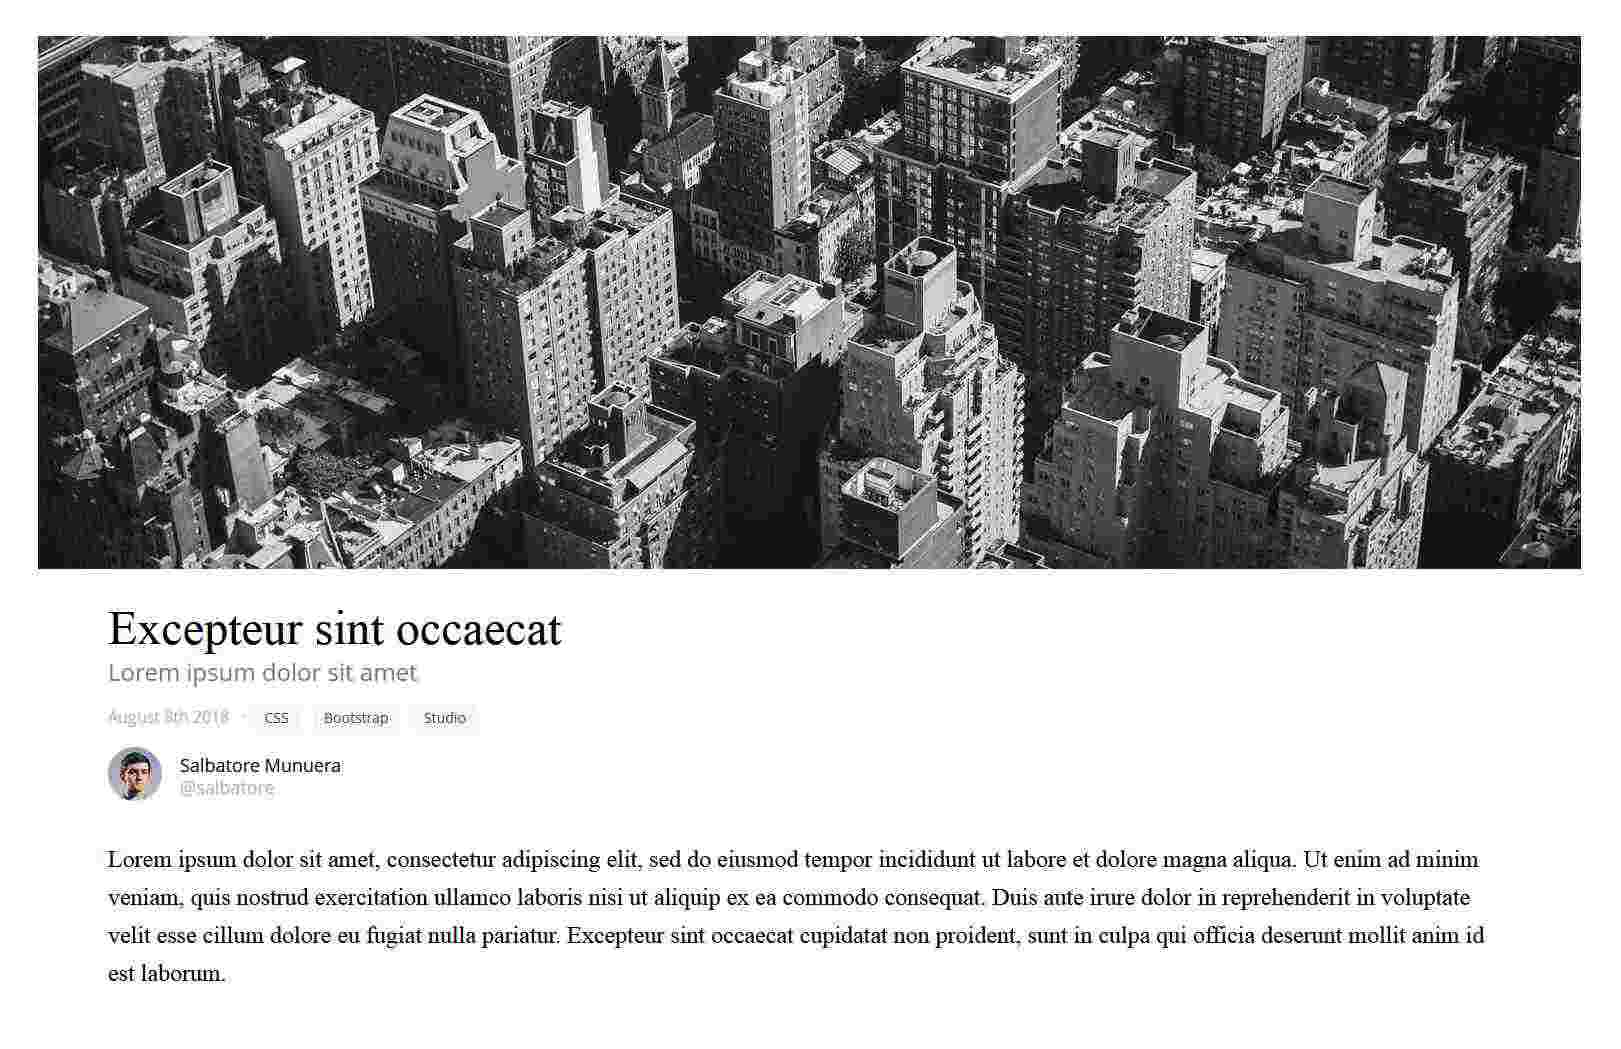 Excepteur sint occaecat
Lorem ipsum dolor sit amet
August 8th 2018 · CSS Bootstrap Studio
Salbatore Munuera
@salbatore
Lorem ipsum dolor sit amet, consectetur adipiscing elit, sed do eiusmod tempor incididunt ut labore et dolore magna aliqua. Ut enim ad minim
veniam, quis nostrud exercitation ullamco laboris nisi ut aliquip ex ea commodo consequat. Duis aute irure dolor in reprehenderit in voluptate
velit esse cillum dolore eu fugiat nulla pariatur. Excepteur sint occaecat cupidatat non proident, sunt in culpa qui officia deserunt mollit anim id
est laborum.